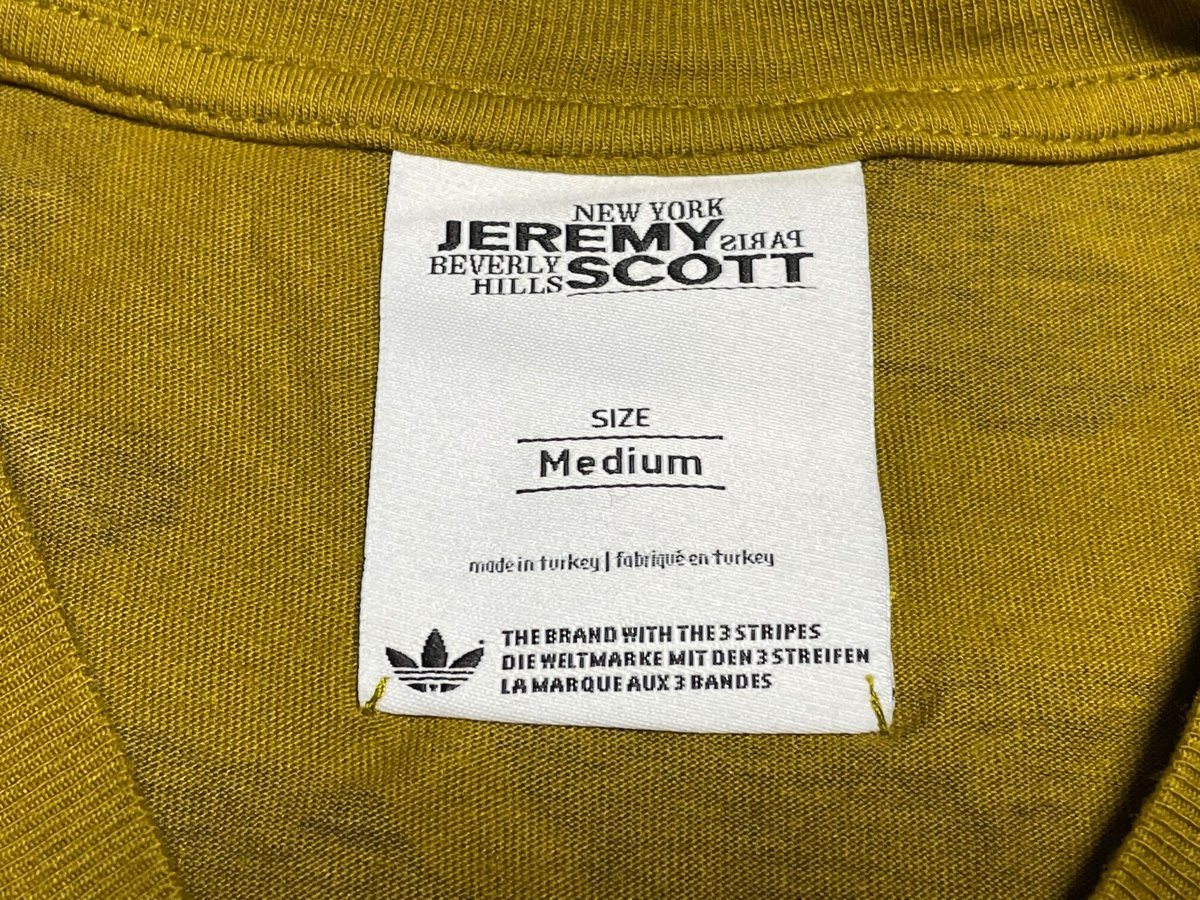 NEW YORK
JEREMY PARIS
BEVERLY SCOTT
HILLS
SIZE
Medium
made in turkey | fabriqué en turkey
THE BRAND WITH THE 3 STRIPES
DIE WELTMARKE MIT DEN 3 STREIFEN
LA MARQUE AUX 3 BANDES